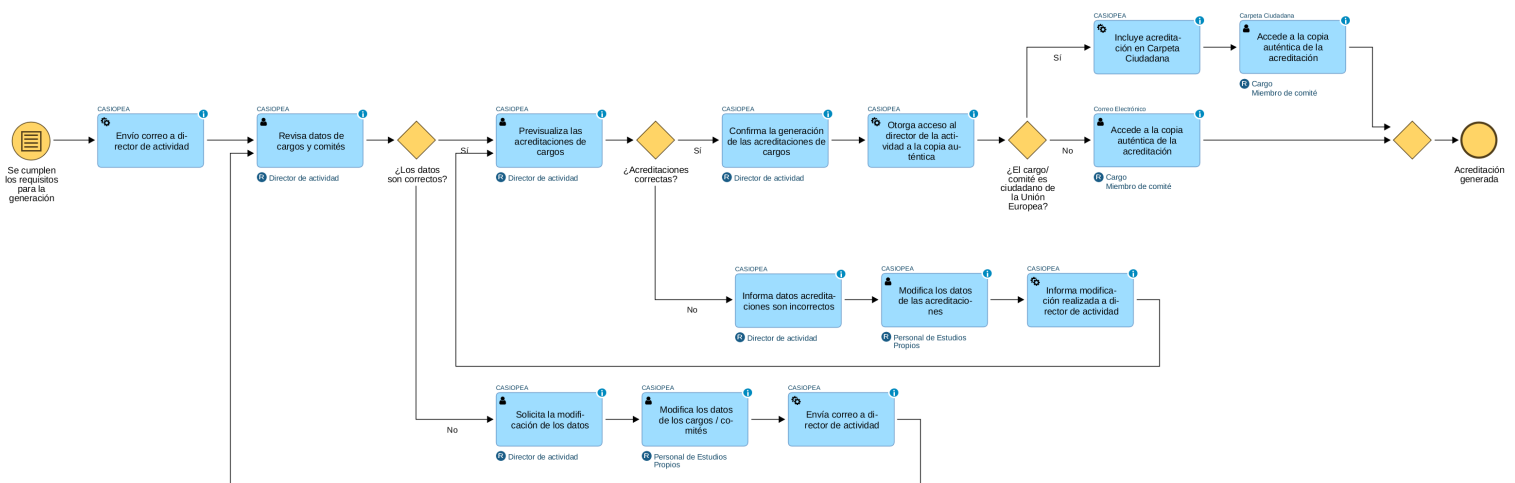 CASIOPEA
Incluye acredita-
ción en Carpeta
Ciudadana
Carpeta Ciudadana
Accede a la copia
auténtica de la
acreditación
R Cargo
Miembro de comité
Sí
Se cumplen
los requisitos
para la
generación
CASIOPEA
Envío correo a di-
rector de actividad
CASIOPEA
Revisa datos de
cargos y comités
R Director de actividad
¿Los datos
son correctos?
Sí
CASIOPEA
Previsualiza las
acreditaciones de
cargos
R Director de actividad
¿Acreditaciones
correctas?
Sí
CASIOPEA
Confirma la generación
de las acreditaciones de
cargos
R Director de actividad
CASIOPEA
Otorga acceso al
director de la acti-
vidad a la copia au-
téntica
¿El cargo/
comité es
ciudadano de
la Unión
Europea?
No
Correo Electrónico
Accede a la copia
auténtica de la
acreditación
R Cargo
Miembro de comité
Acreditación
generada
No
CASIOPEA
Informa datos acredita-
ciones son incorrectos
R Director de actividad
CASIOPEA
Modifica los datos
de las acreditacio-
nes
R Personal de Estudios
Propios
CASIOPEA
Informa modifica-
ción realizada a di-
rector de actividad
No
CASIOPEA
Solicita la modifi-
cación de los datos
R Director de actividad
CASIOPEA
Modifica los datos
de los cargos / co-
mités
R Personal de Estudios
Propios
CASIOPEA
Envía correo a di-
rector de actividad